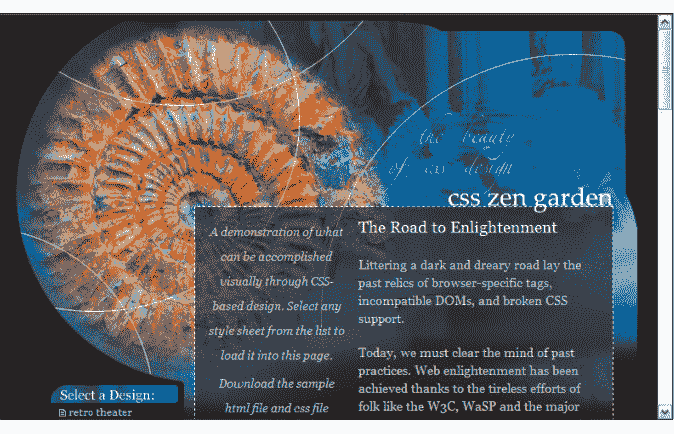 the beauty
of css design
css zen garden
A demonstration of what
can be accomplished
visually through CSS-
based design. Select any
style sheet from the list to
load it into this page.
Download the sample
html file and css file
The Road to Enlightenment
Littering a dark and dreary road lay the
past relics of browser-specific tags,
incompatible DOMs, and broken CSS
support.
Today, we must clear the mind of past
practices. Web enlightenment has been
achieved thanks to the tireless efforts of
folk like the W3C, WaSP and the major
Select a Design:
retro theater